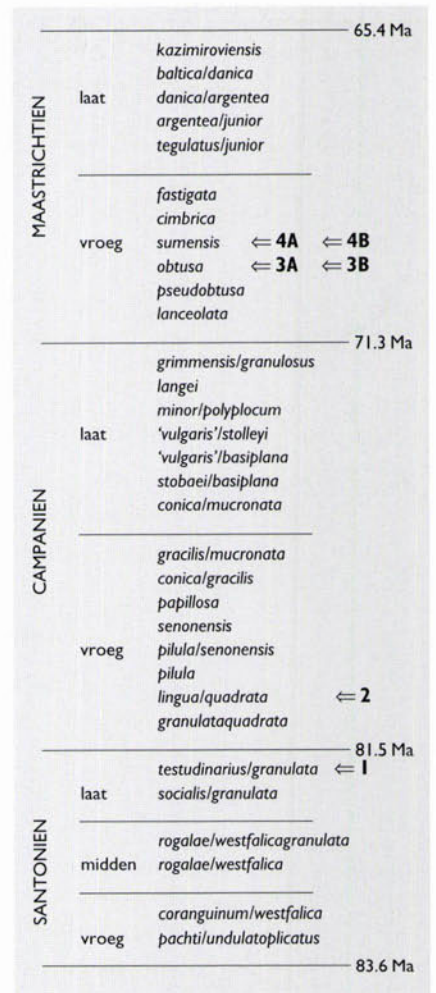 65.4 Ma
MAASTRICHTIEN
laat
kazimiroviensis
baltica/danica
danica/argentea
argentea/junior
tegulatus/junior
vroeg
fastigata
cimbrica
sumensis ⇐ 4A ⇐ 4B
obtusa ⇐ 3A ⇐ 3B
pseudobtusa
lanceolata
71.3 Ma
CAMPANIEN
laat
grimmensis/granulosus
langei
minor/polyplocum
‘vulgaris’/stolleyi
‘vulgaris’/basiplana
stobaei/basiplana
conica/mucronata
vroeg
gracilis/mucronata
conica/gracilis
papillosa
senonensis
pilula/senonensis
pilula
lingua/quadrata ⇐ 2
granulataquadrata
81.5 Ma
SANTONIEN
laat
testudinarius/granulata ⇐ 1
socialis/granulata
midden
rogalae/westfalicagranulata
rogalae/westfalica
vroeg
coranguinum/westfalica
pachti/undulatoplicatus
83.6 Ma